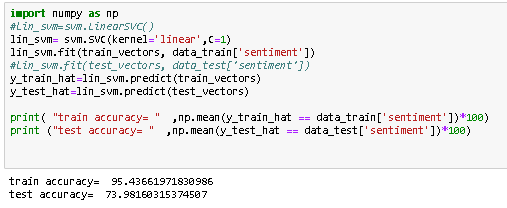 import numpy as np
#Lin_svm=svm.LinearSVC()
lin_svm= svm.SVC(kernel='linear',C=1)
lin_svm.fit(train_vectors, data_train['sentiment'])
#Lin_svm.fit(test_vectors, data_test['sentiment'])
y_train_hat=lin_svm.predict(train_vectors)
y_test_hat=lin_svm.predict(test_vectors)
print( "train accuracy= " ,np.mean(y_train_hat == data_train['sentiment'])*100)
print ("test accuracy= " ,np.mean(y_test_hat == data_test['sentiment'])*100)
train accuracy= 95.43661971830986
test accuracy= 73.98160315374507